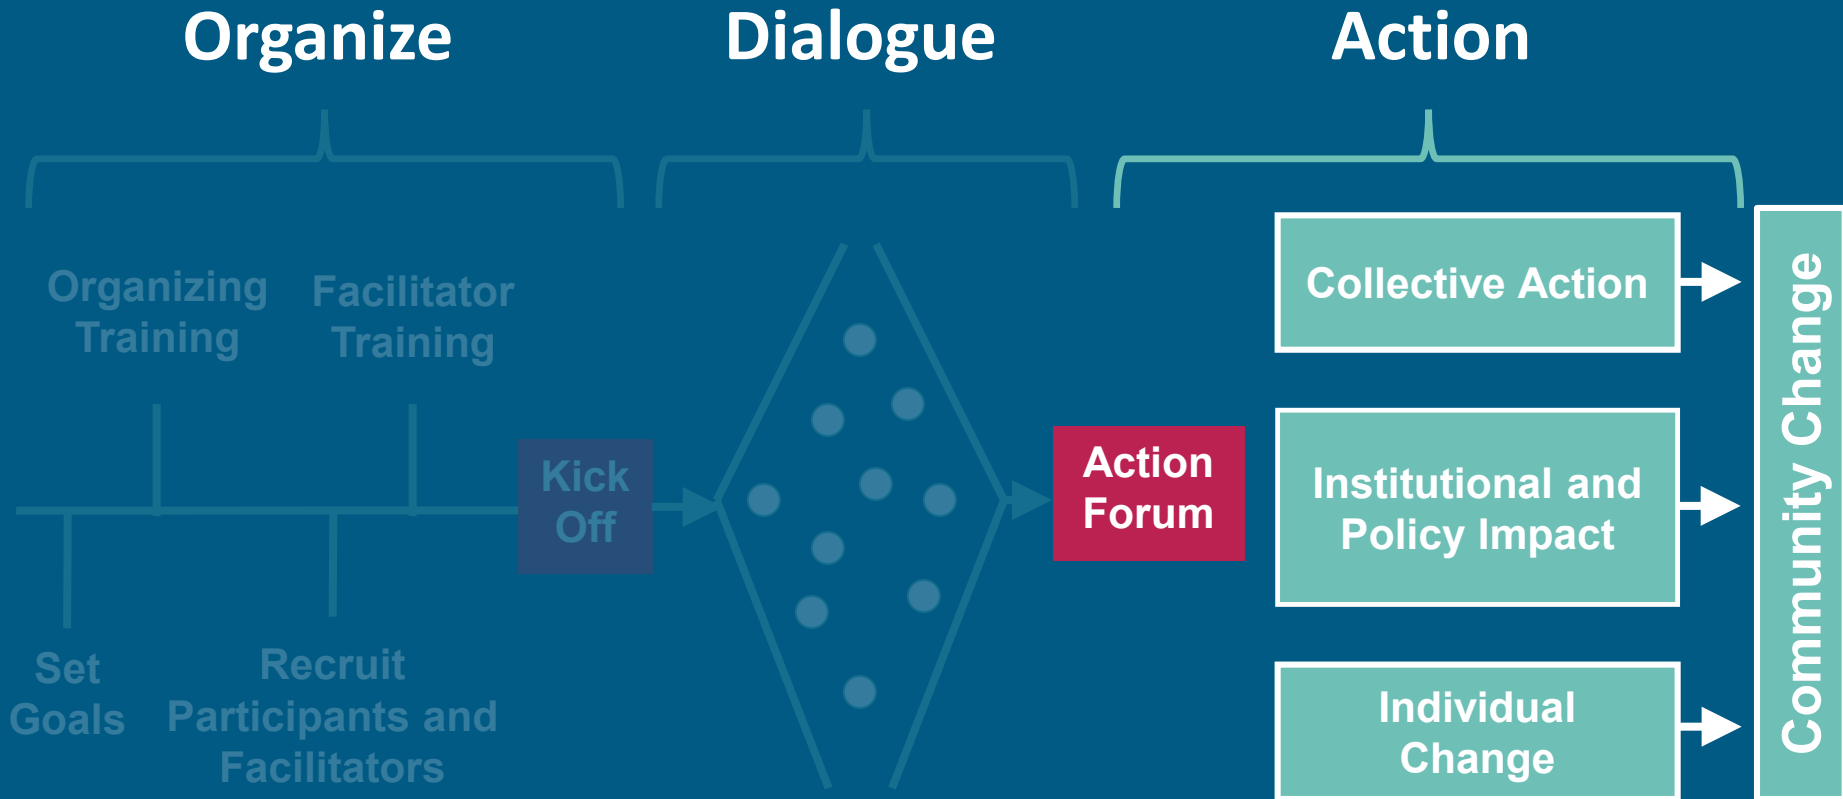 Organize
Dialogue
Action
Organizing
Training
Facilitator
Training
Set
Goals
Recruit
Participants and
Facilitators
Kick
Off
Action
Forum
Collective Action
Institutional and
Policy Impact
Individual
Change
Community Change